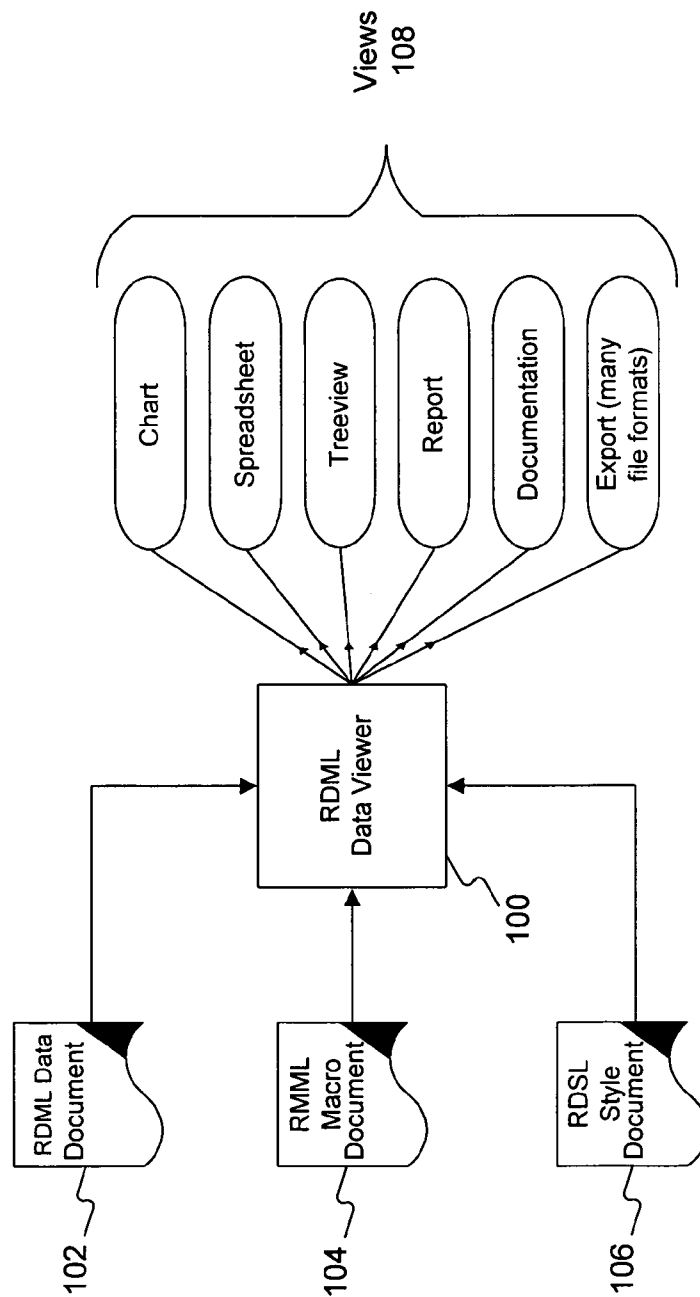 RDML Data
Document
102
RMML
Macro
Document
104
RDSL
Style
Document
106
RDML
Data Viewer
100
Chart
Spreadsheet
Treeview
Report
Documentation
Export (many
file formats)
Views
108